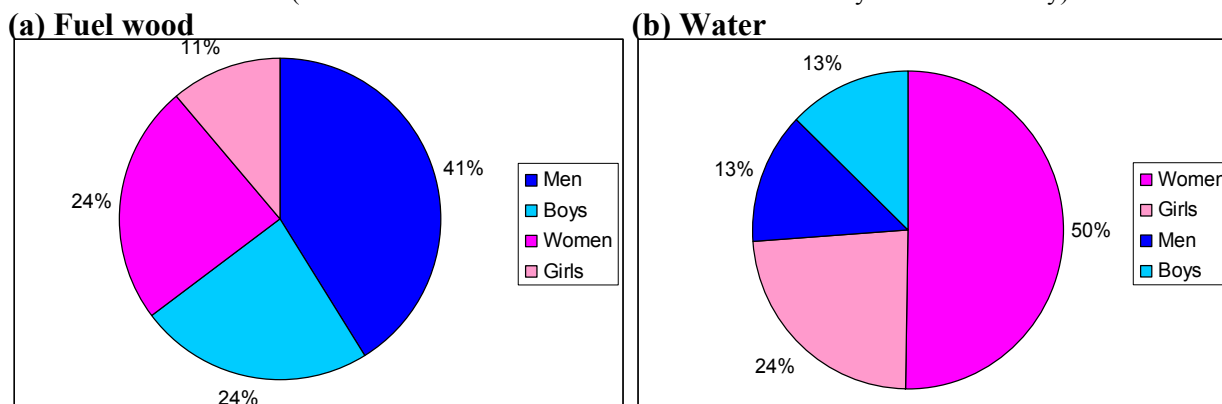 (a) Fuel wood
11%
41%
24%
24%
Men
Boys
Women
Girls
(b) Water
13%
13%
50%
24%
Women
Girls
Men
Boys